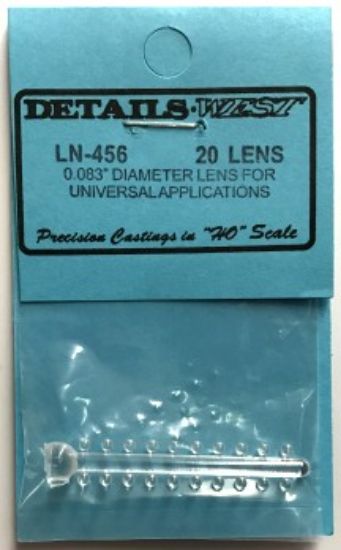 DETAILS·WEST
LN-456 20 LENS
0.083" DIAMETER LENS FOR
UNIVERSAL APPLICATIONS
Precision Castings in "HO" Scale